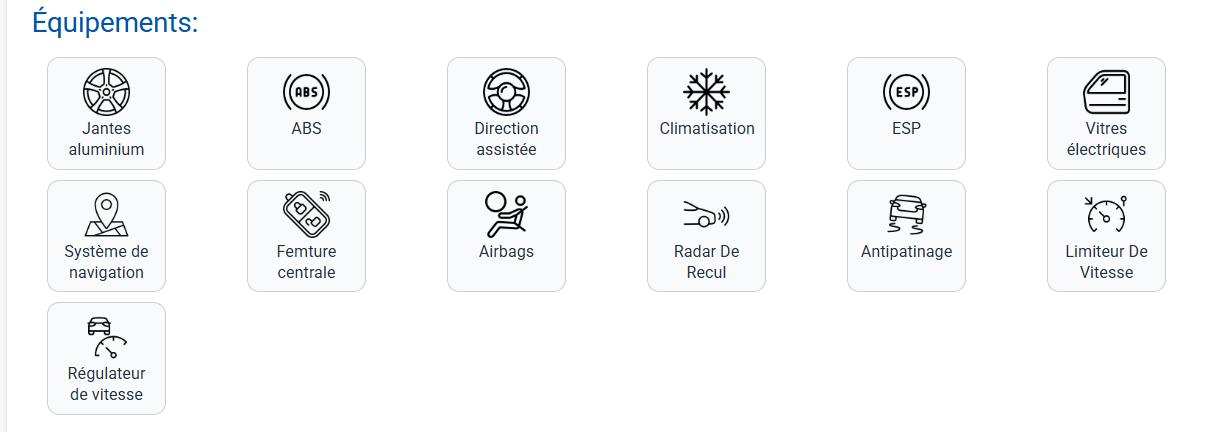 Équipements:
Jantes
aluminium
ABS
ABS
Direction
assistée
Climatisation
ESP
ESP
Vitres
électriques
Système de
navigation
Femture
centrale
Airbags
Radar De
Recul
Antipatinage
Limiteur De
Vitesse
Régulateur
de vitesse